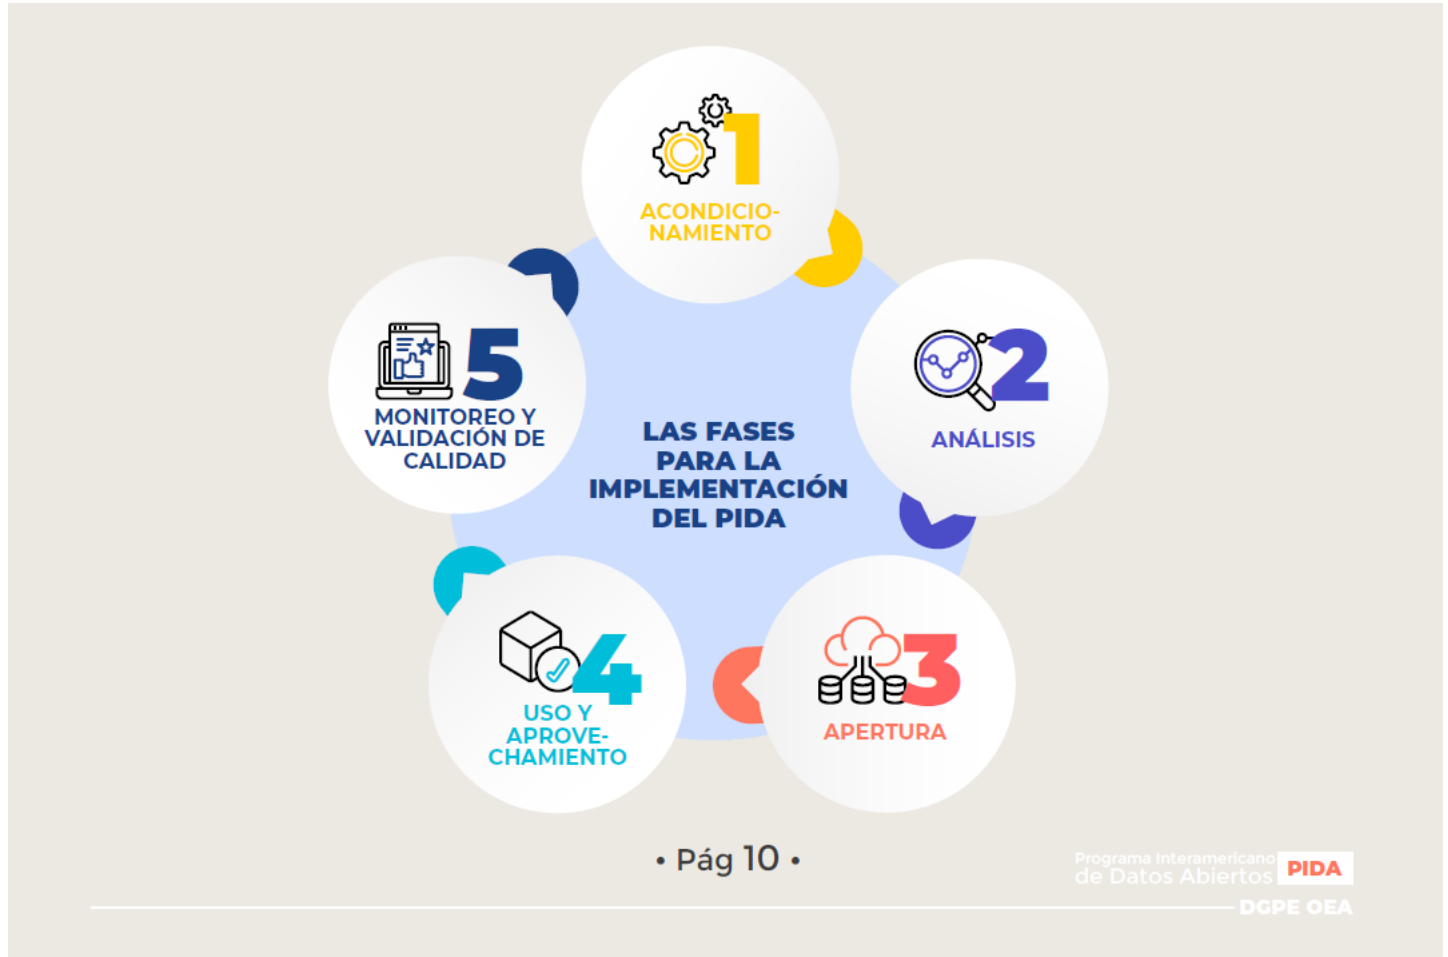 1
ACONDICIO-
NAMIENTO
2
ANÁLISIS
3
APERTURA
4
USO Y
APROVE-
CHAMIENTO
5
MONITOREO Y
VALIDACIÓN DE
CALIDAD
LAS FASES
PARA LA
IMPLEMENTACIÓN
DEL PIDA
• Pág 10 •
Programa Interamericano
de Datos Abiertos
PIDA
DGPE OEA